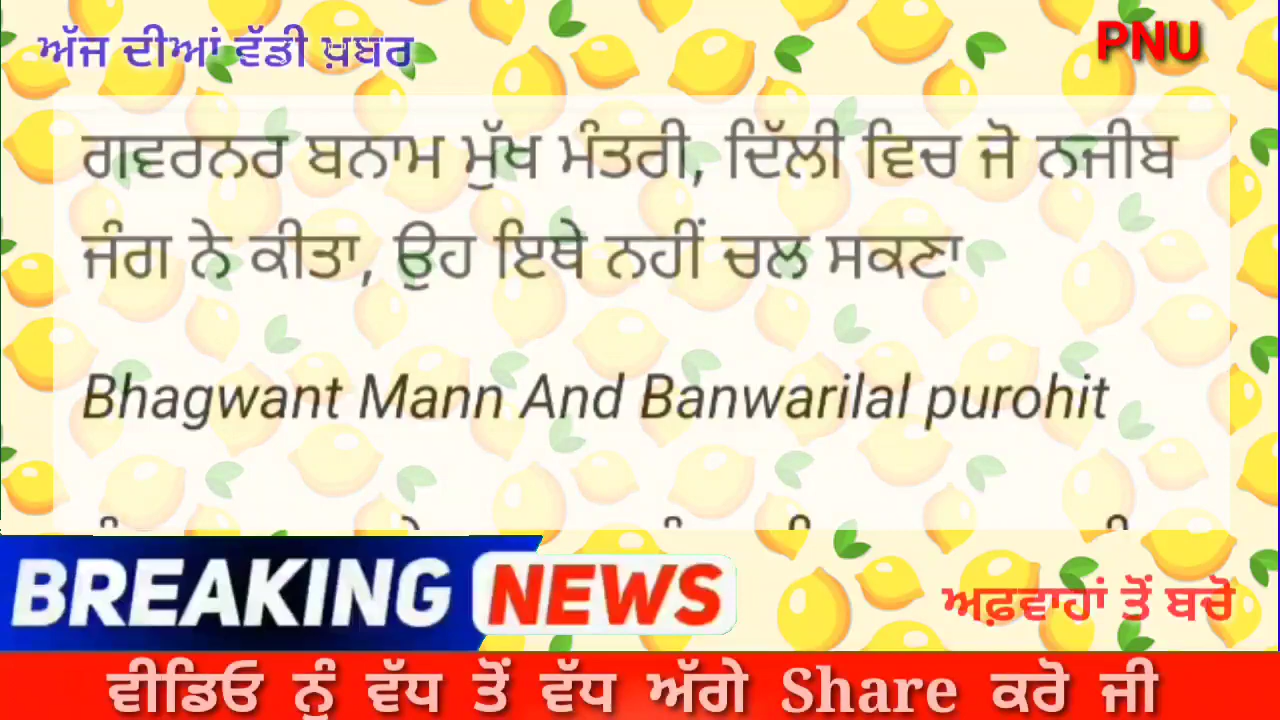 ਅੱਜ ਦੀਆਂ ਵੱਡੀ ਖ਼ਬਰ
PNU
ਗਵਰਨਰ ਬਨਾਮ ਮੁੱਖ ਮੰਤਰੀ, ਦਿੱਲੀ ਵਿਚ ਜੋ ਨਜੀਬ
ਜੰਗ ਨੇ ਕੀਤਾ, ਉਹ ਇਥੇ ਨਹੀਂ ਚਲ ਸਕਣਾ
Bhagwant Mann And Banwarilal purohit
BREAKING NEWS
ਅਫ਼ਵਾਹਾਂ ਤੋਂ ਬਚੋ
ਵੀਡਿਓ ਨੂੰ ਵੱਧ ਤੋਂ ਵੱਧ ਅੱਗੇ Share ਕਰੋ ਜੀ